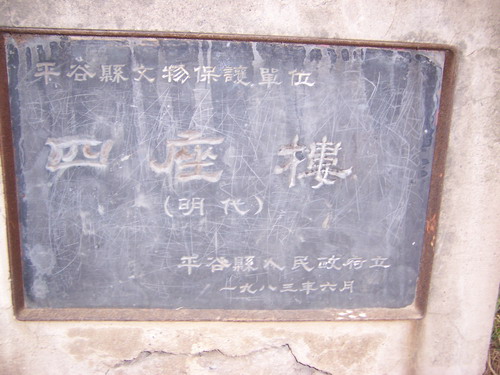 平谷縣文物保護單位
四座樓
(明代)
平谷縣人民政府立
一九八三年六月